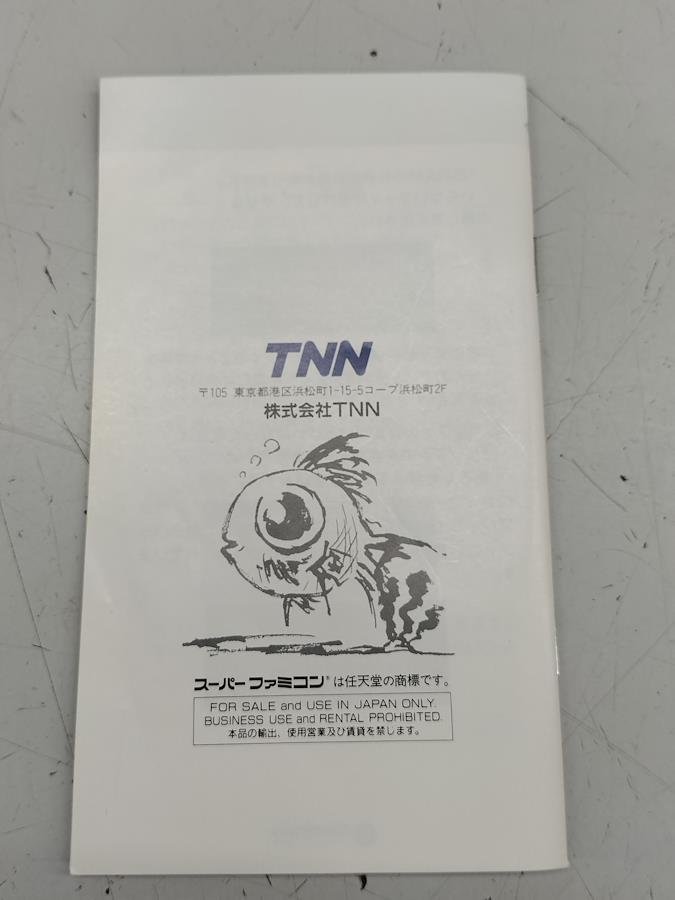 TNN
〒105 東京都港区浜松町1-15-5コープ浜松町2F
株式会社TNN
スーパーファミコン®は任天堂の商標です。
FOR SALE and USE IN JAPAN ONLY.
BUSINESS USE and RENTAL PROHIBITED.
本品の輸出、使用営業及び賃貸を禁じます。